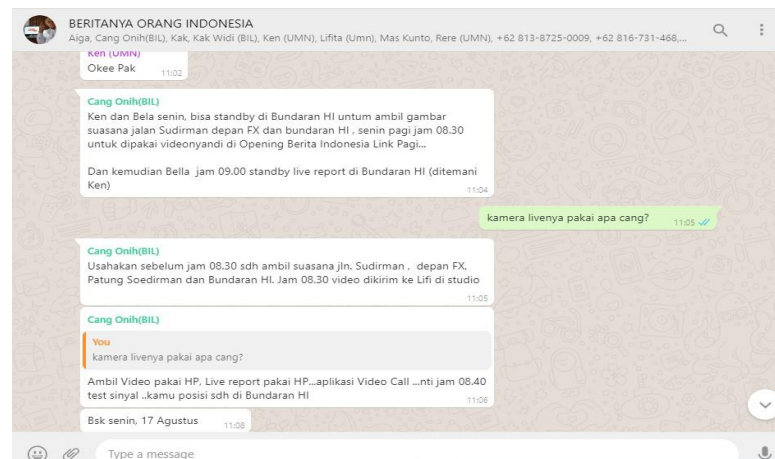 BERITANYA ORANG INDONESIA
Aiga, Cang Onih(BIL), Kak, Kak Widi (BIL), Ken (UMN), Lifita (Umn), Mas Kunto, Rere (UMN), +62 813-8725-0009, +62 816-731-468,...
Ken (UMN)
Okee Pak
11:02
Cang Onih(BIL)
Ken dan Bela senin, bisa standby di Bundaran HI untum ambil gambar
suasana jalan Sudirman depan FX dan bundaran HI , senin pagi jam 08.30
untuk dipakai videonyandi di Opening Berita Indonesia Link Pagi...
Dan kemudian Bella jam 09.00 standby live report di Bundaran HI (ditemani
Ken)
11:04
kamera livenya pakai apa cang?
11:05
Cang Onih(BIL)
Usahakan sebelum jam 08.30 sdh ambil suasana jln. Sudirman , depan FX,
Patung Soedirman dan Bundaran HI. Jam 08.30 video dikirim ke Lifi di studio
11:05
Cang Onih(BIL)
You
kamera livenya pakai apa cang?
Ambil Video pakai HP, Live report pakai HP...aplikasi Video Call ...nti jam 08.40
test sinyal ..kamu posisi sdh di Bundaran HI
11:06
Bsk senin, 17 Agustus
11:08
Type a message